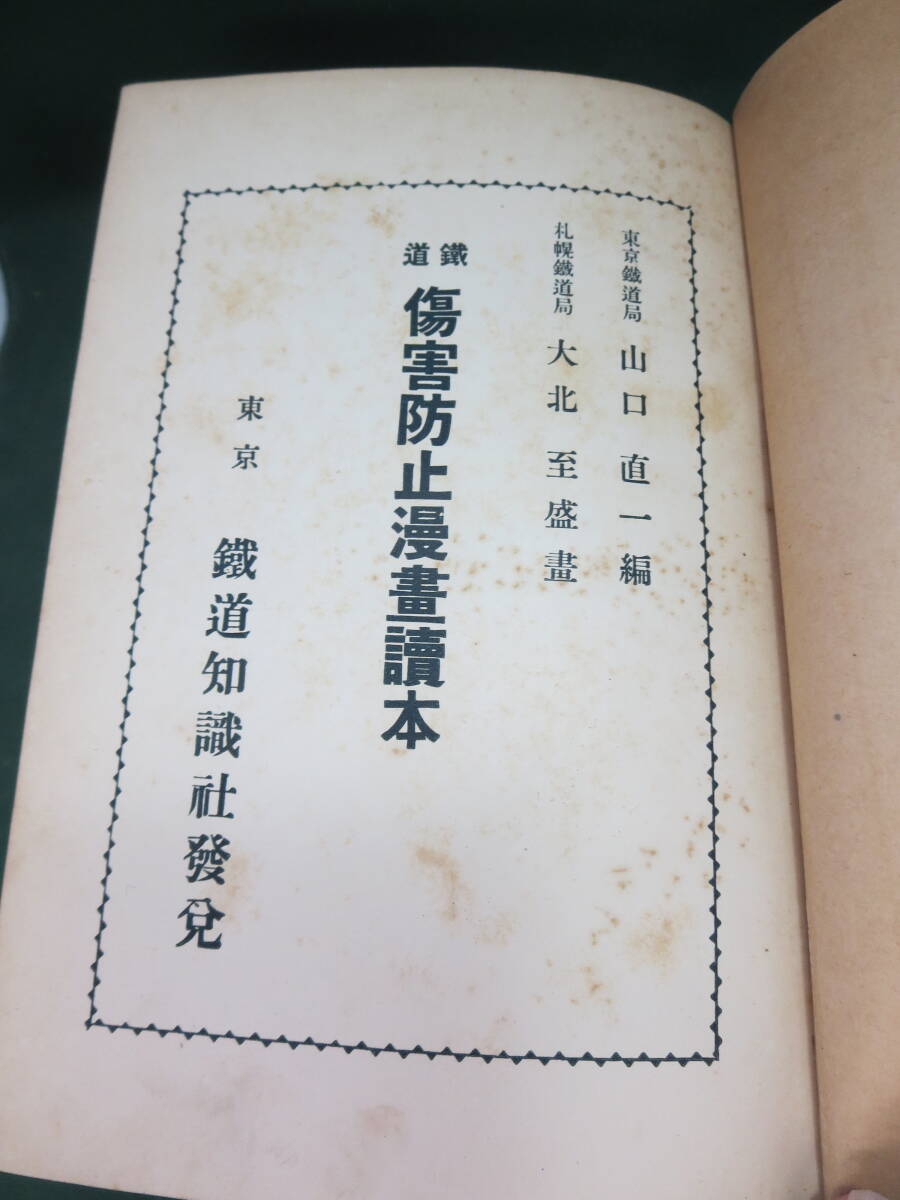 東京鐵道局 山口直一編
札幌鐵道局 大北至盛畫
鐵道
傷害防止漫畫讀本
東京 鐵道知識社發兌